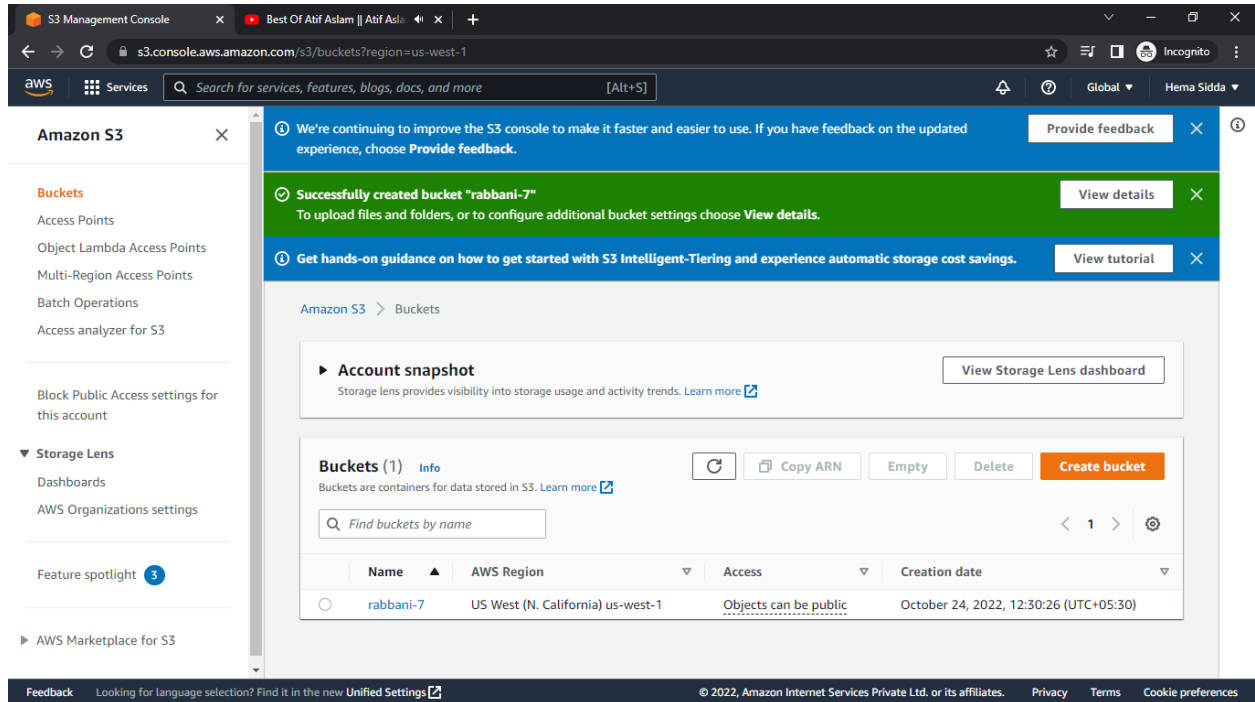 S3 Management Console
Best Of Atif Aslam || Atif Asla
s3.console.aws.amazon.com/s3/buckets?region=us-west-1
Incognito
aws
Services
Search for services, features, blogs, docs, and more
[Alt+S]
Global
Hema Sidda
Amazon S3
Buckets
Access Points
Object Lambda Access Points
Multi-Region Access Points
Batch Operations
Access analyzer for S3
Block Public Access settings for
this account
Storage Lens
Dashboards
AWS Organizations settings
Feature spotlight 3
AWS Marketplace for S3
We're continuing to improve the S3 console to make it faster and easier to use. If you have feedback on the updated
experience, choose Provide feedback.
Provide feedback
Successfully created bucket "rabbani-7"
To upload files and folders, or to configure additional bucket settings choose View details.
View details
Get hands-on guidance on how to get started with S3 Intelligent-Tiering and experience automatic storage cost savings.
View tutorial
Amazon S3 > Buckets
Account snapshot
Storage lens provides visibility into storage usage and activity trends. Learn more
View Storage Lens dashboard
Buckets (1) Info
Buckets are containers for data stored in S3. Learn more
Copy ARN
Empty
Delete
Create bucket
Find buckets by name
1
Name AWS Region Access Creation date
rabbani-7 US West (N. California) us-west-1 Objects can be public October 24, 2022, 12:30:26 (UTC+05:30)
Feedback Looking for language selection? Find it in the new Unified Settings © 2022, Amazon Internet Services Private Ltd. or its affiliates. Privacy Terms Cookie preferences